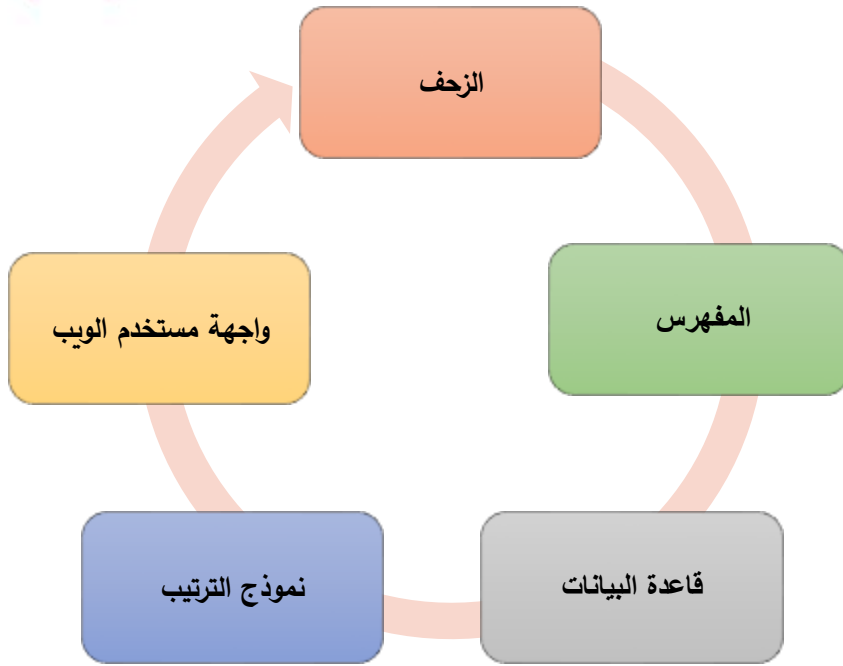 الزحف
المفهرس
قاعدة البيانات
نموذج الترتيب
واجهة مستخدم الويب